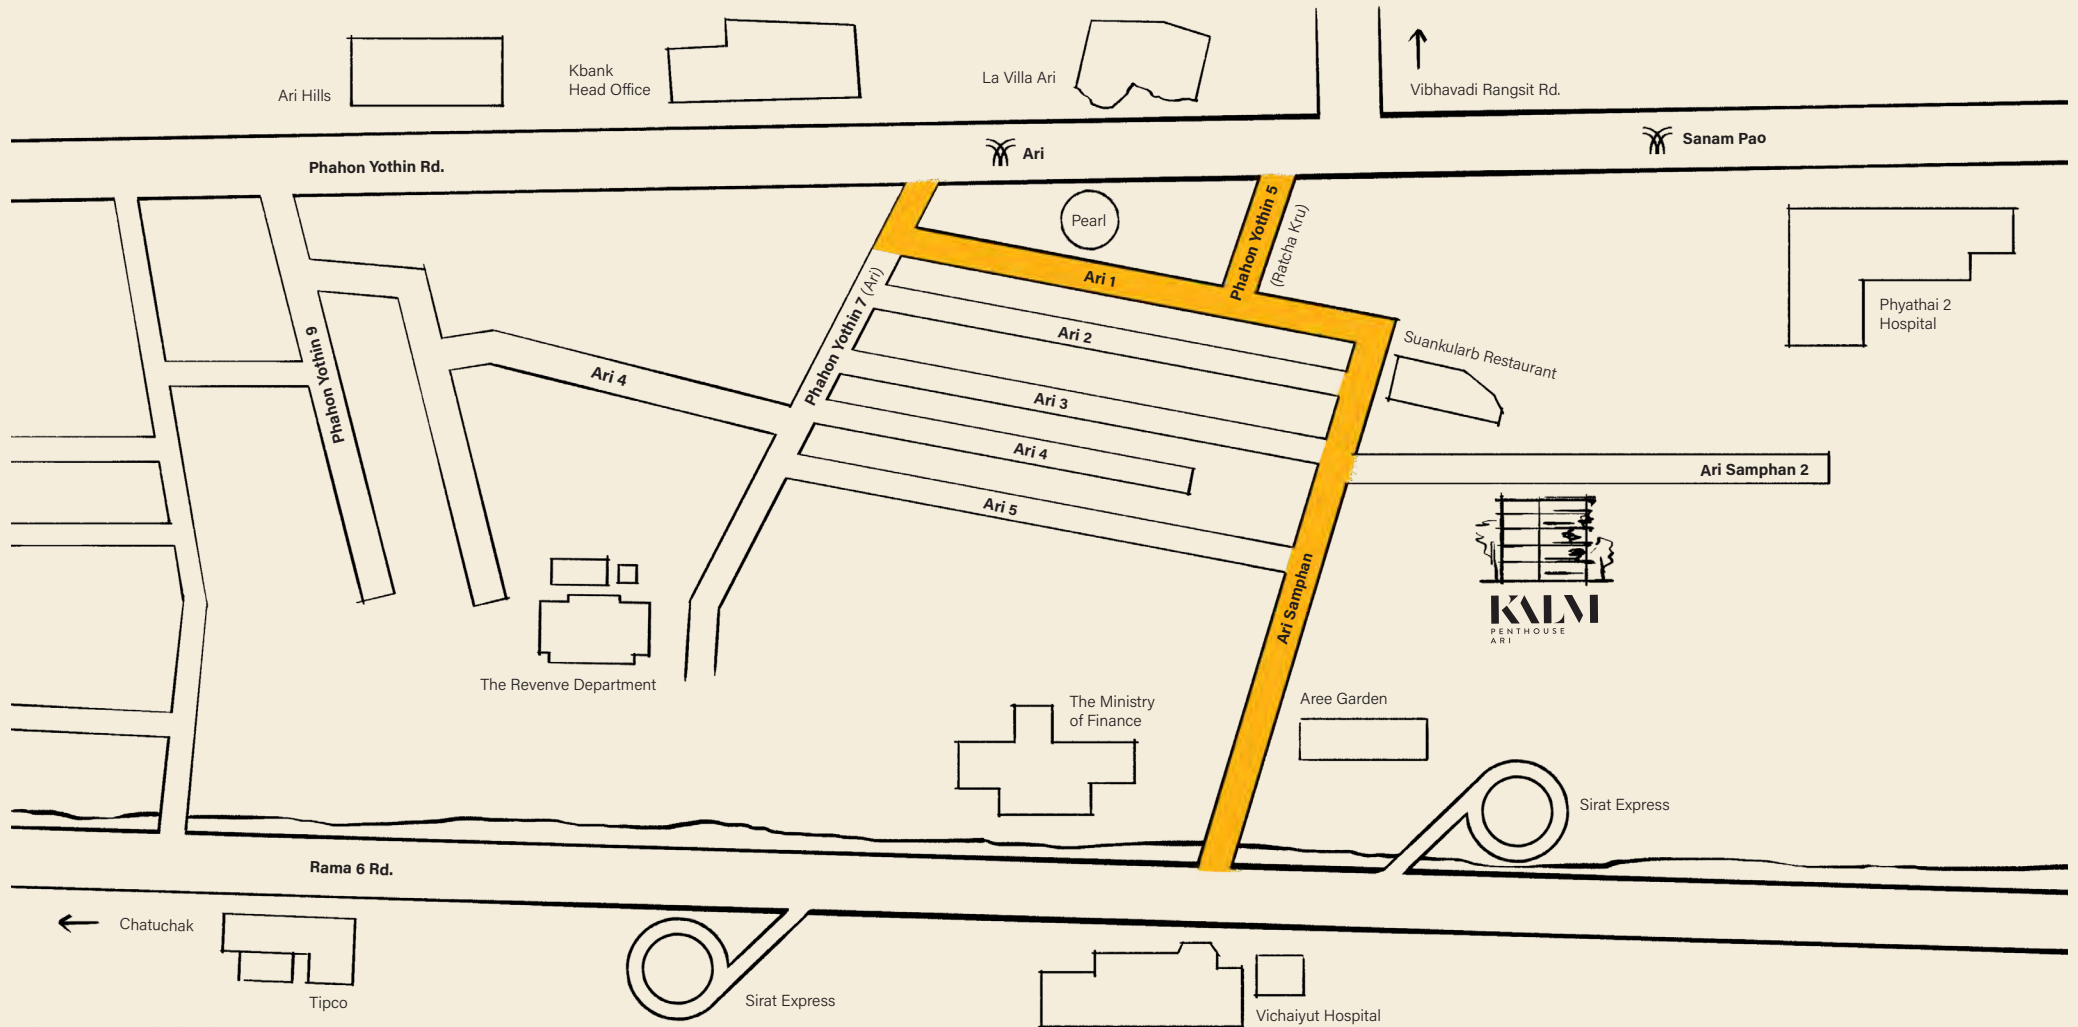 Ari Hills
Kbank
Head Office
La Villa Ari
Vibhavadi Rangsit Rd.
Phahon Yothin Rd.
Ari
Sanam Pao
Pearl
Phahon Yothin 5
(Ratcha Kru)
Ari 1
Phahon Yothin 7 (Ari)
Ari 2
Phyathai 2
Hospital
Suankularb Restaurant
Phahon Yothin 9
Ari 4
Ari 3
Ari 4
Ari Samphan 2
Ari 5
Ari Samphan
KALM
PENTHOUSE
ARI
The Revenve Department
The Ministry
of Finance
Aree Garden
Sirat Express
Rama 6 Rd.
Chatuchak
Tipco
Sirat Express
Vichaiyut Hospital